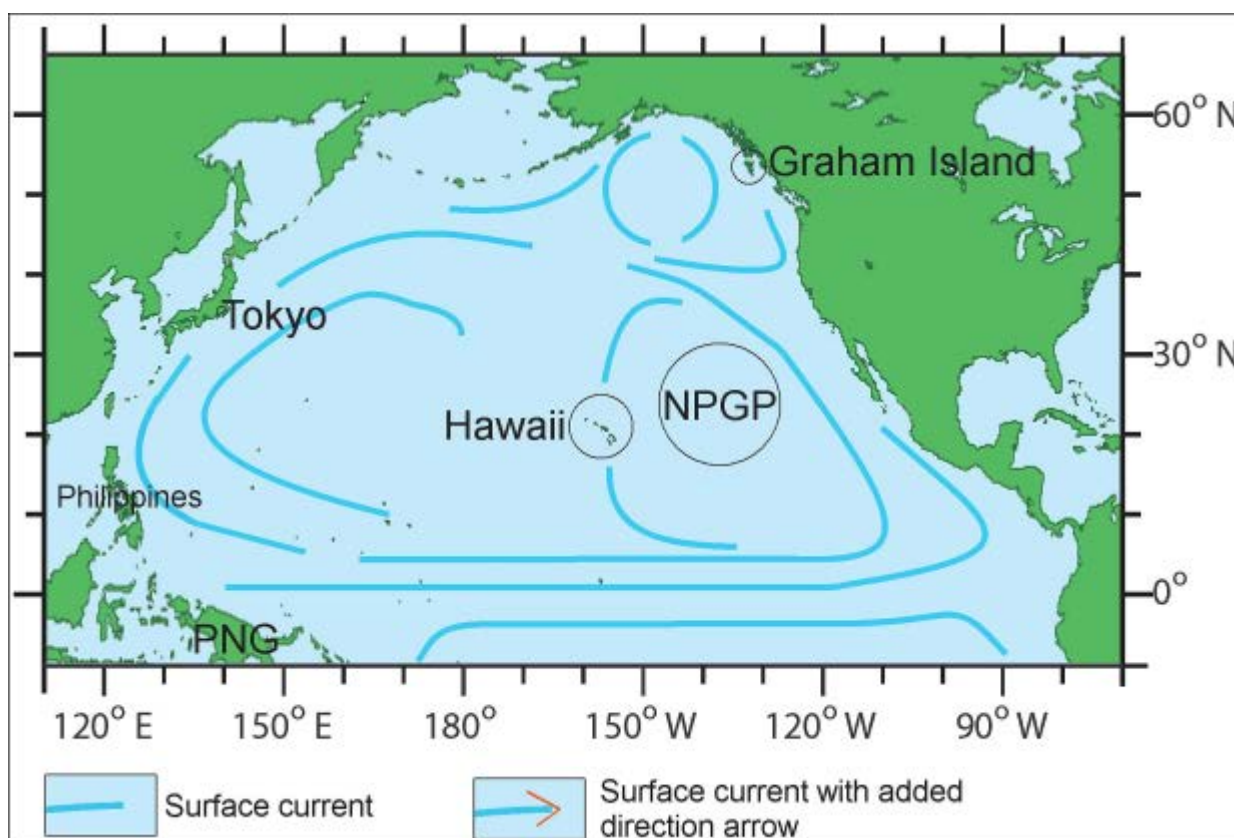 60° N
Graham Island
Tokyo
30° N
NPGP
Hawaii
Philippines
0°
PNG
120° E
150° E
180°
150° W
120° W
90° W
Surface current
Surface current with added
direction arrow